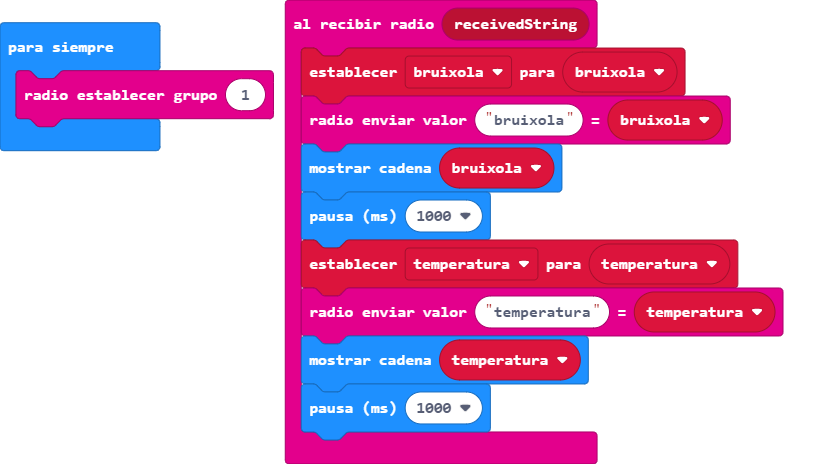 para siempre
radio establecer grupo 1
al recibir radio receivedString
establecer bruixola para bruixola
radio enviar valor "bruixola" = bruixola
mostrar cadena bruixola
pausa (ms) 1000
establecer temperatura para temperatura
radio enviar valor "temperatura" = temperatura
mostrar cadena temperatura
pausa (ms) 1000